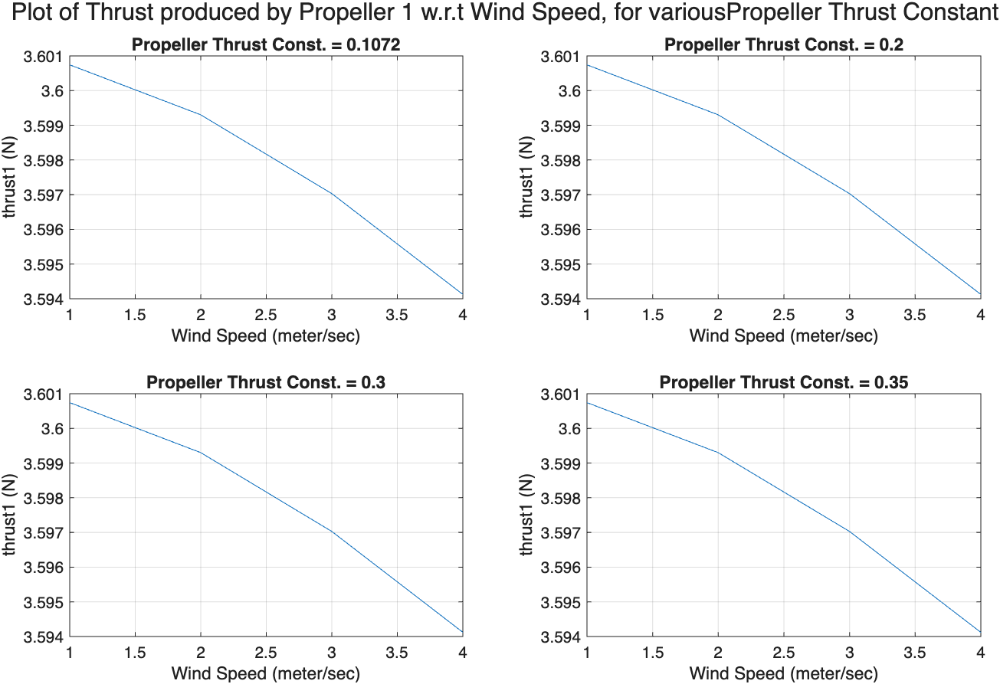 Plot of Thrust produced by Propeller 1 w.r.t Wind Speed, for variousPropeller Thrust Constant
Propeller Thrust Const. = 0.1072
3.601
3.6
3.599
3.598
3.597
3.596
3.595
3.594
thrust1 (N)
1 1.5 2 2.5 3 3.5 4
Wind Speed (meter/sec)
Propeller Thrust Const. = 0.2
3.601
3.6
3.599
3.598
3.597
3.596
3.595
3.594
thrust1 (N)
1 1.5 2 2.5 3 3.5 4
Wind Speed (meter/sec)
Propeller Thrust Const. = 0.3
3.601
3.6
3.599
3.598
3.597
3.596
3.595
3.594
thrust1 (N)
1 1.5 2 2.5 3 3.5 4
Wind Speed (meter/sec)
Propeller Thrust Const. = 0.35
3.601
3.6
3.599
3.598
3.597
3.596
3.595
3.594
thrust1 (N)
1 1.5 2 2.5 3 3.5 4
Wind Speed (meter/sec)